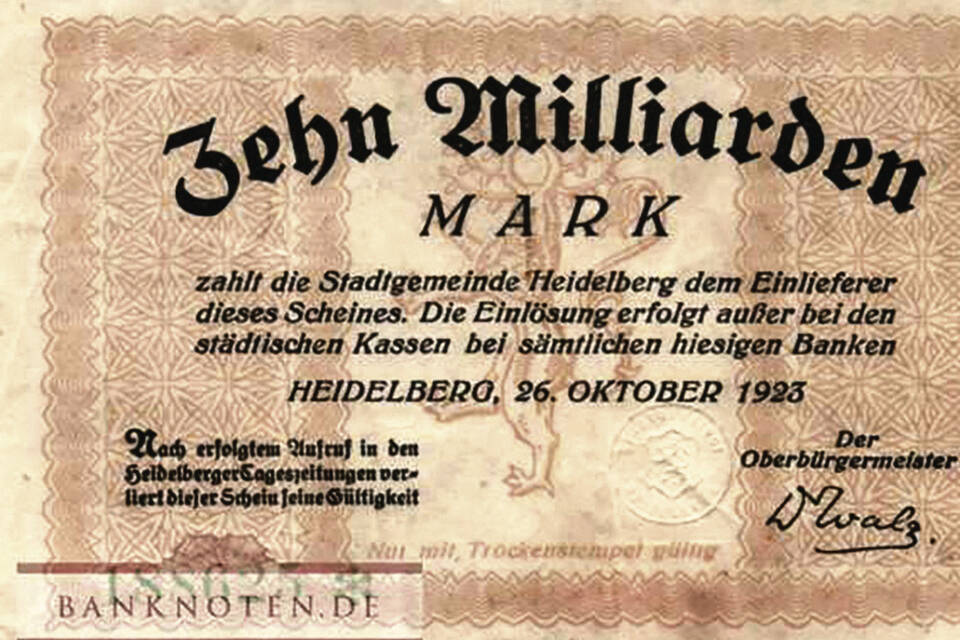 Zehn Milliarden
MARK
zahlt die Stadtgemeinde Heidelberg dem Einlieferer
dieses Scheines. Die Einlösung erfolgt außer bei den
städtischen Kassen bei sämtlichen hiesigen Banken
HEIDELBERG, 26. OKTOBER 1923
Nach erfolgtem Aufruf in den
Heidelberger Tageszeitungen ver-
liert dieser Schein seine Gültigkeit
Der
Oberbürgermeister
Dr Walz.
Nur mit Trockenstempel gültig
BANKNOTEN.DE